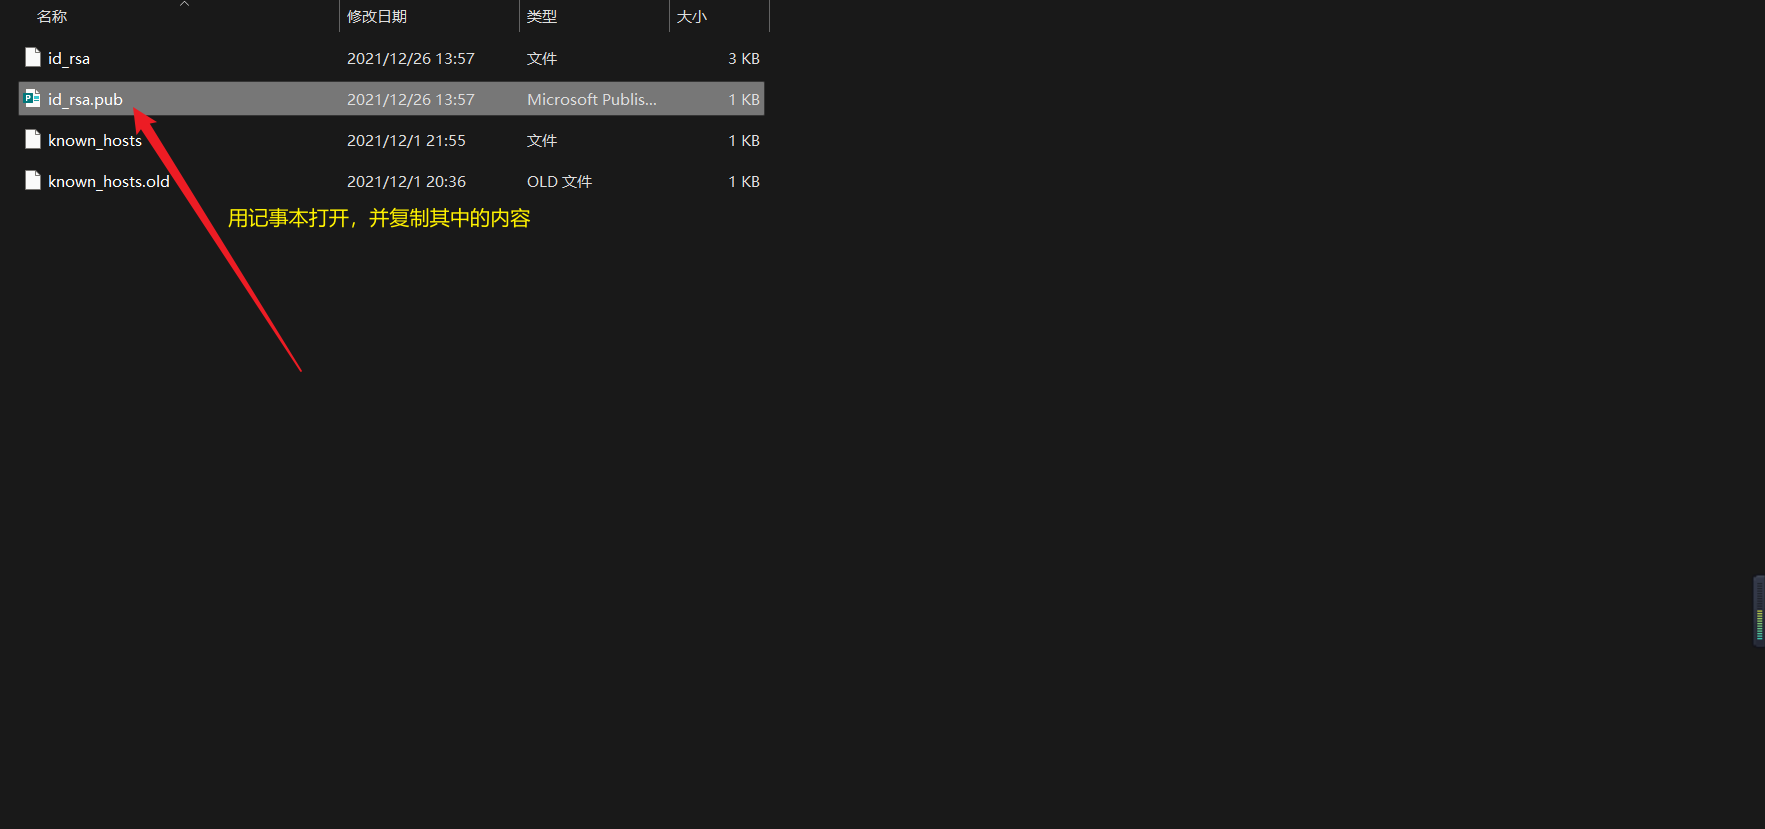 名称 修改日期 类型 大小
id_rsa 2021/12/26 13:57 文件 3 KB
id_rsa.pub 2021/12/26 13:57 Microsoft Publis... 1 KB
known_hosts 2021/12/1 21:55 文件 1 KB
known_hosts.old 2021/12/1 20:36 OLD 文件 1 KB
用记事本打开，并复制其中的内容